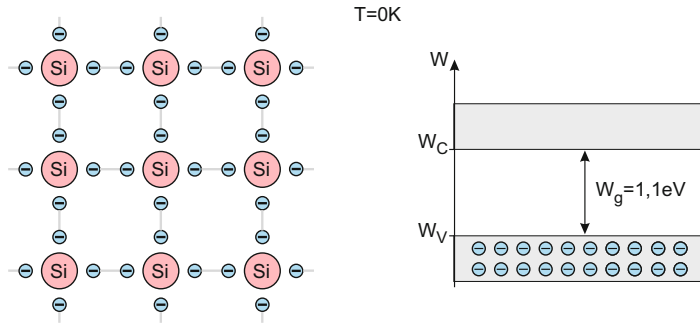 T=0K
Si Si Si
Si Si Si
Si Si Si
W
W_C
W_g=1,1eV
W_V